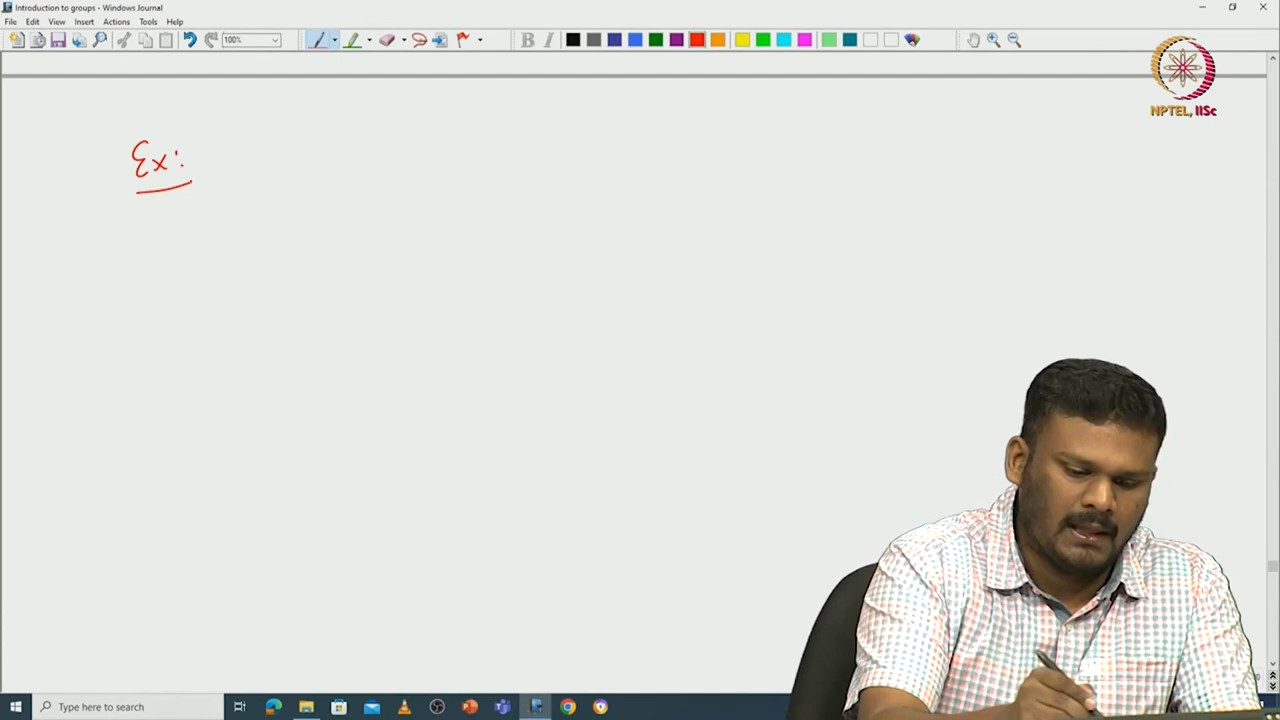 Introduction to groups - Windows Journal
File Edit View Insert Actions Tools Help
100% B I
NPTEL, IISc
Ex:
Type here to search